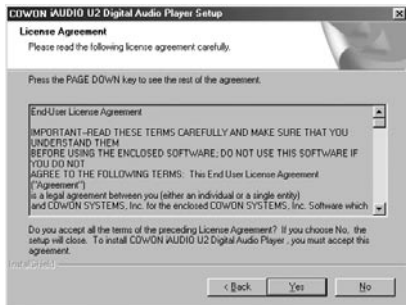 COWON iAUDIO U2 Digital Audio Player Setup
License Agreement
Please read the following license agreement carefully.
Press the PAGE DOWN key to see the rest of the agreement.
End-User License Agreement
IMPORTANT-READ THESE TERMS CAREFULLY AND MAKE SURE THAT YOU
UNDERSTAND THEM
BEFORE USING THE ENCLOSED SOFTWARE; DO NOT USE THIS SOFTWARE IF
YOU DO NOT
AGREE TO THE FOLLOWING TERMS: This End User License Agreement
("Agreement")
is a legal agreement between you (either an individual or a single entity)
and COWON SYSTEMS, Inc. for the enclosed COWON SYSTEMS, Inc. Software which
Do you accept all the terms of the preceding License Agreement? If you choose No, the
setup will close. To install COWON iAUDIO U2 Digital Audio Player , you must accept this
agreement.
InstallShield
< Back
Yes
No